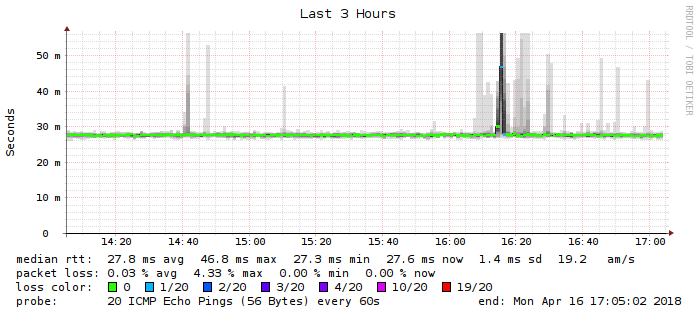 Last 3 Hours
RRDTOOL / TOBI OETIKER
Seconds
50 m
40 m
30 m
20 m
10 m
0
14:20 14:40 15:00 15:20 15:40 16:00 16:20 16:40 17:00
median rtt: 27.8 ms avg 46.8 ms max 27.3 ms min 27.6 ms now 1.4 ms sd 19.2 am/s
packet loss: 0.03 % avg 4.33 % max 0.00 % min 0.00 % now
loss color: 0 1/20 2/20 3/20 4/20 10/20 19/20
probe: 20 ICMP Echo Pings (56 Bytes) every 60s end: Mon Apr 16 17:05:02 2018